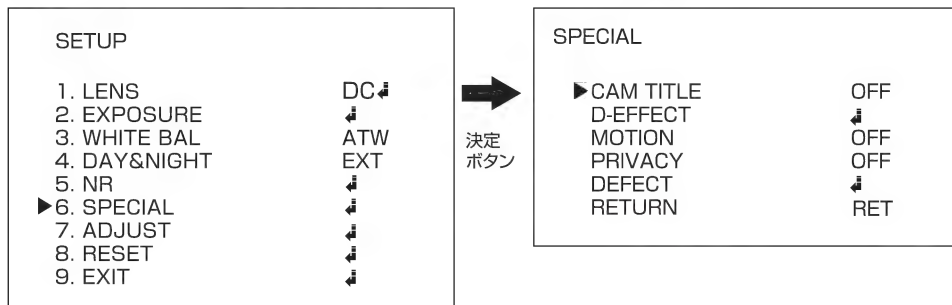 SETUP
1. LENS DC↲
2. EXPOSURE ↲
3. WHITE BAL ATW
4. DAY&NIGHT EXT
5. NR ↲
▶6. SPECIAL ↲
7. ADJUST ↲
8. RESET ↲
9. EXIT ↲
決定
ボタン
SPECIAL
▶CAM TITLE OFF
D-EFFECT ↲
MOTION OFF
PRIVACY OFF
DEFECT ↲
RETURN RET